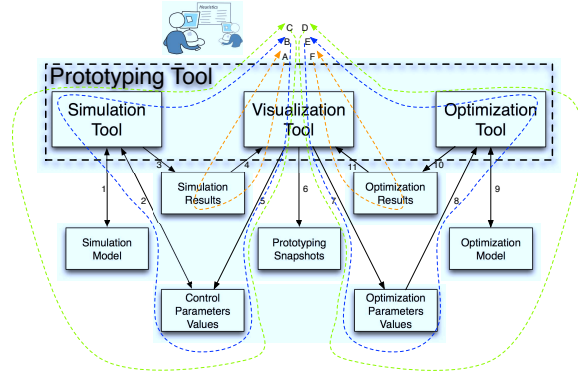 Heuristics
C D
B E
A F
Prototyping Tool
Simulation
Tool
Visualization
Tool
Optimization
Tool
3
4
11
10
Simulation
Results
Optimization
Results
1
2
5
6
7
8
9
Simulation
Model
Prototyping
Snapshots
Optimization
Model
Control
Parameters
Values
Optimization
Parameters
Values